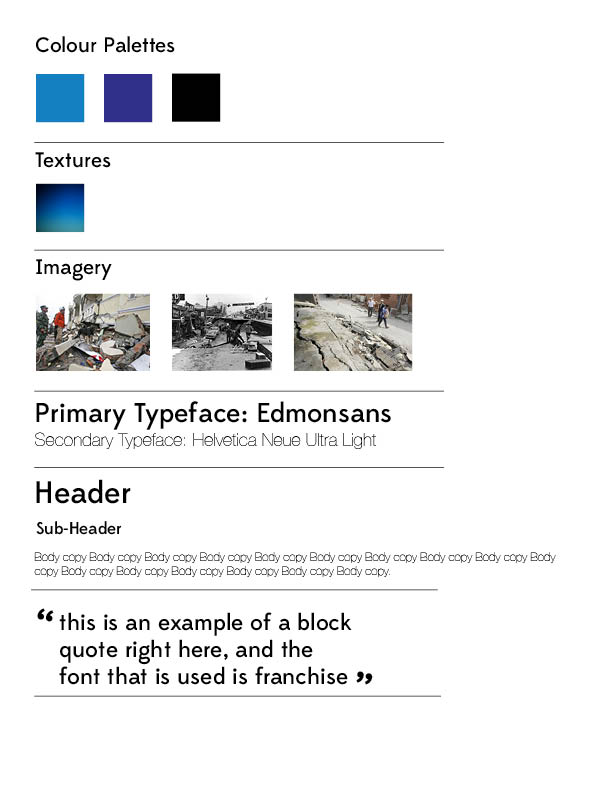 Colour Palettes
Textures
Imagery
Primary Typeface: Edmonsans
Secondary Typeface: Helvetica Neue Ultra Light
Header
Sub-Header
Body copy Body copy Body copy Body copy Body copy Body copy Body copy Body copy Body copy Body
copy Body copy Body copy Body copy Body copy Body copy Body copy.
“ this is an example of a block
quote right here, and the
font that is used is franchise ”